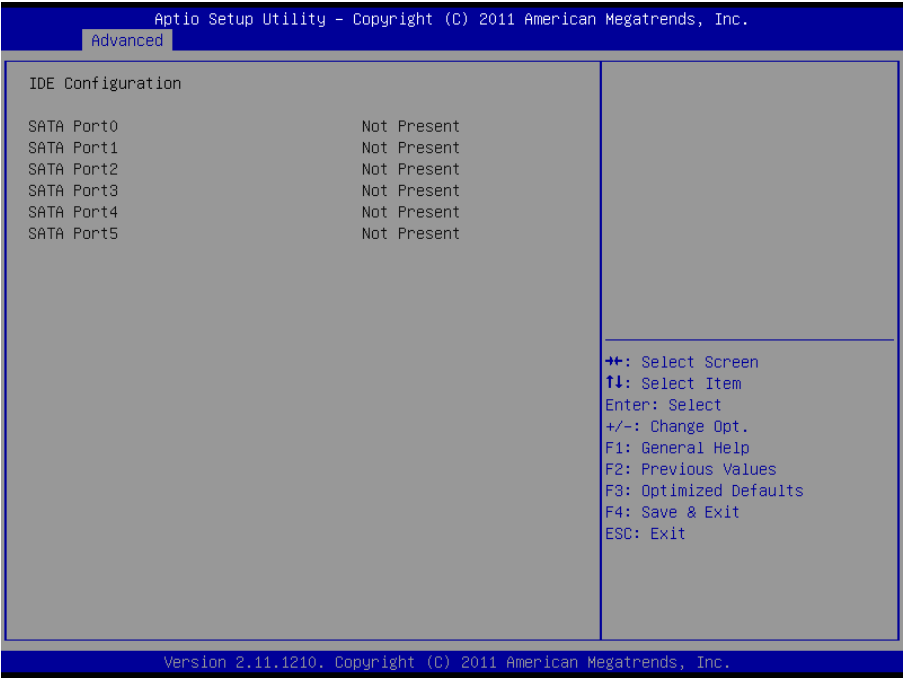 Aptio Setup Utility – Copyright (C) 2011 American Megatrends, Inc.
Advanced
IDE Configuration
SATA Port0 Not Present
SATA Port1 Not Present
SATA Port2 Not Present
SATA Port3 Not Present
SATA Port4 Not Present
SATA Port5 Not Present
→←: Select Screen
↑↓: Select Item
Enter: Select
+/-: Change Opt.
F1: General Help
F2: Previous Values
F3: Optimized Defaults
F4: Save & Exit
ESC: Exit
Version 2.11.1210. Copyright (C) 2011 American Megatrends, Inc.